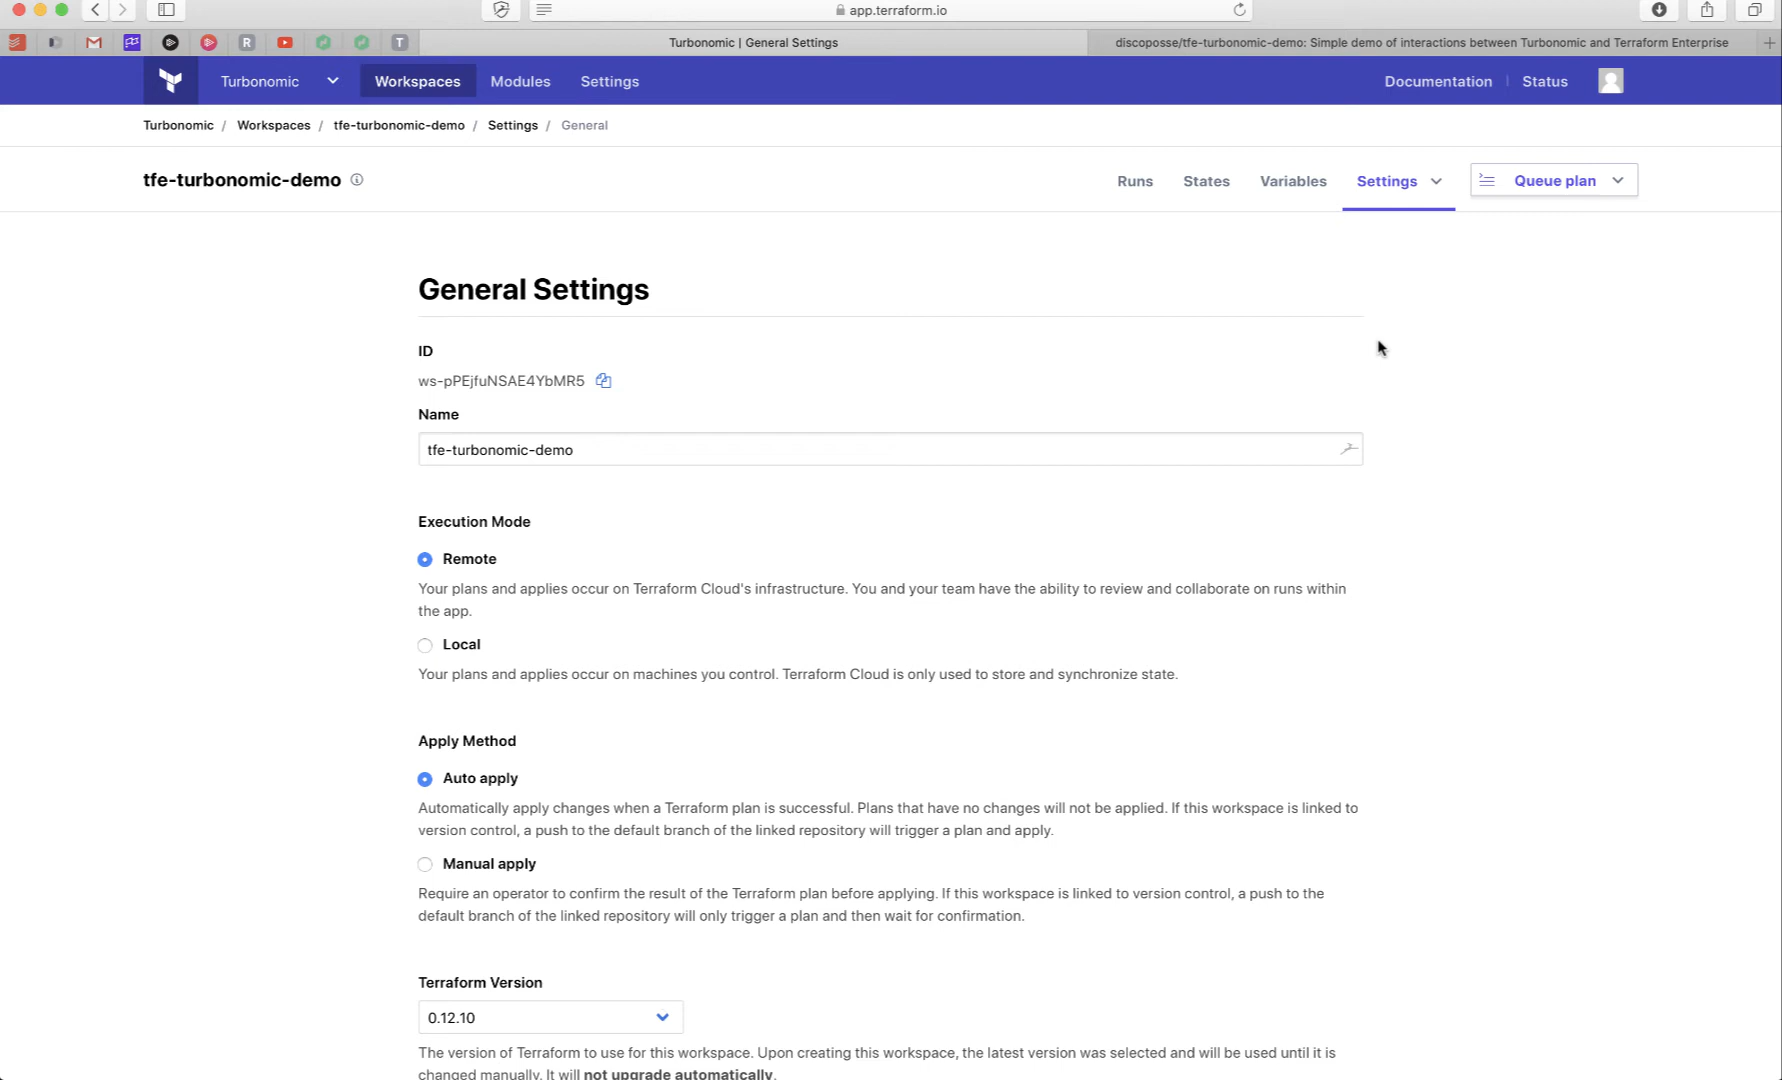 app.terraform.io
R
T
Turbonomic | General Settings
discoposse/tfe-turbonomic-demo: Simple demo of interactions between Turbonomic and Terraform Enterprise
Turbonomic
Workspaces
Modules
Settings
Documentation
Status
Turbonomic / Workspaces / tfe-turbonomic-demo / Settings / General
tfe-turbonomic-demo
Runs
States
Variables
Settings
Queue plan
General Settings
ID
ws-pPEjfuNSAE4YbMR5
Name
tfe-turbonomic-demo
Execution Mode
Remote
Your plans and applies occur on Terraform Cloud's infrastructure. You and your team have the ability to review and collaborate on runs within
the app.
Local
Your plans and applies occur on machines you control. Terraform Cloud is only used to store and synchronize state.
Apply Method
Auto apply
Automatically apply changes when a Terraform plan is successful. Plans that have no changes will not be applied. If this workspace is linked to
version control, a push to the default branch of the linked repository will trigger a plan and apply.
Manual apply
Require an operator to confirm the result of the Terraform plan before applying. If this workspace is linked to version control, a push to the
default branch of the linked repository will only trigger a plan and then wait for confirmation.
Terraform Version
0.12.10
The version of Terraform to use for this workspace. Upon creating this workspace, the latest version was selected and will be used until it is
changed manually. It will not upgrade automatically.